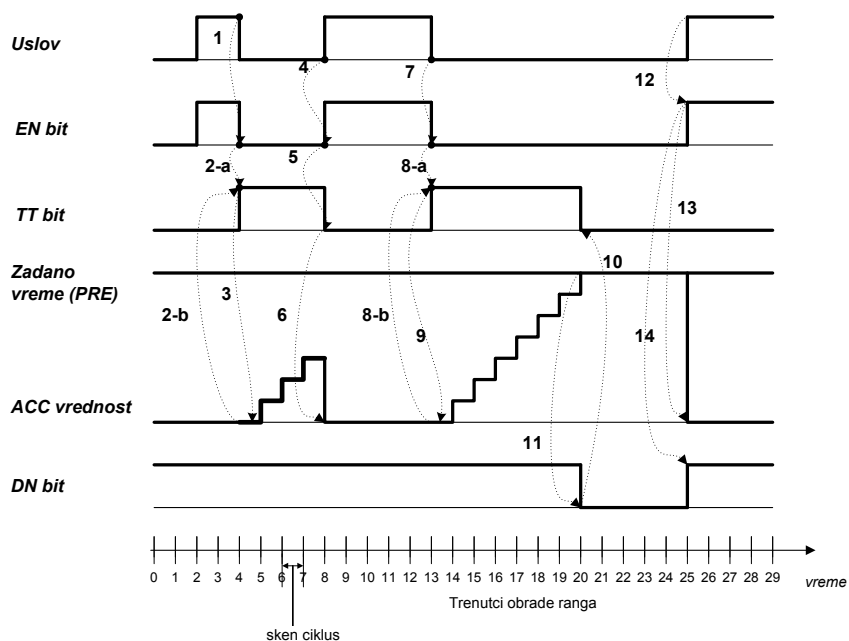 Uslov
1
4
7
12
EN bit
2-a
5
8-a
TT bit
13
Zadano
vreme (PRE)
10
2-b
3
6
8-b
9
14
ACC vrednost
11
DN bit
0 1 2 3 4 5 6 7 8 9 10 11 12 13 14 15 16 17 18 19 20 21 22 23 24 25 26 27 28 29
vreme
Trenutci obrade ranga
sken ciklus